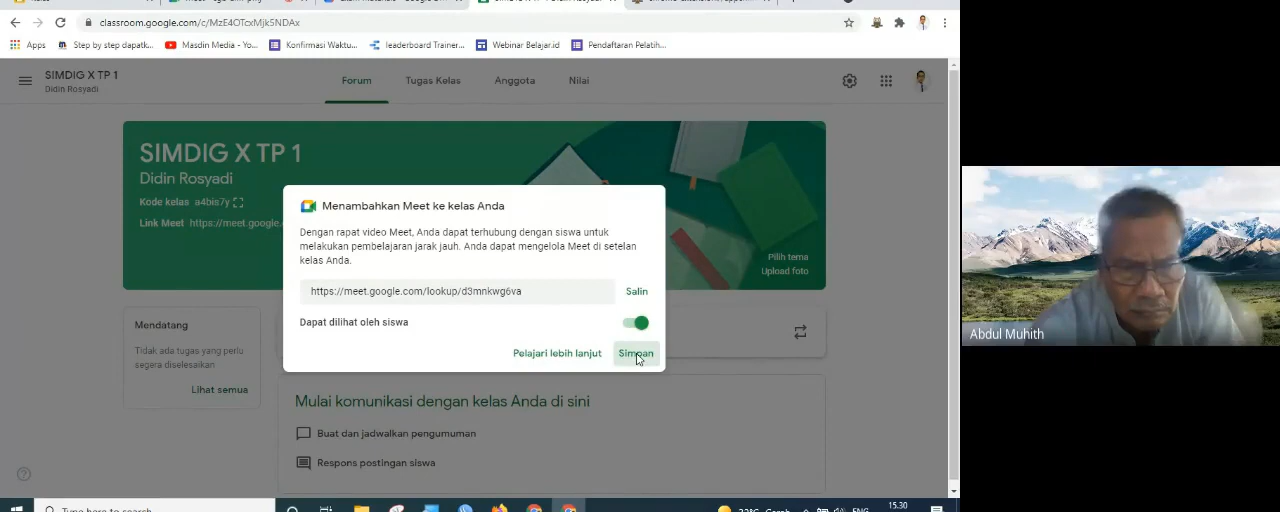 classroom.google.com/c/MzE4OTcxMjk5NDAx
Apps
Step by step dapatk...
Masdin Media - Yo...
Konfirmasi Waktu...
leaderboard Trainer...
Webinar Belajar.id
Pendaftaran Pelatih...
SIMDIG X TP 1
Didin Rosyadi
Forum
Tugas Kelas
Anggota
Nilai
SIMDIG X TP 1
Didin Rosyadi
Kode kelas a4bis7y
Link Meet https://meet.google.
Pilih tema
Upload foto
Menambahkan Meet ke kelas Anda
Dengan rapat video Meet, Anda dapat terhubung dengan siswa untuk
melakukan pembelajaran jarak jauh. Anda dapat mengelola Meet di setelan
kelas Anda.
https://meet.google.com/lookup/d3mnkwg6va
Salin
Dapat dilihat oleh siswa
Pelajari lebih lanjut
Simpan
Mendatang
Tidak ada tugas yang perlu
segera diselesaikan
Lihat semua
Mulai komunikasi dengan kelas Anda di sini
Buat dan jadwalkan pengumuman
Respons postingan siswa
Abdul Muhith
Type here to search
ENG
15.30